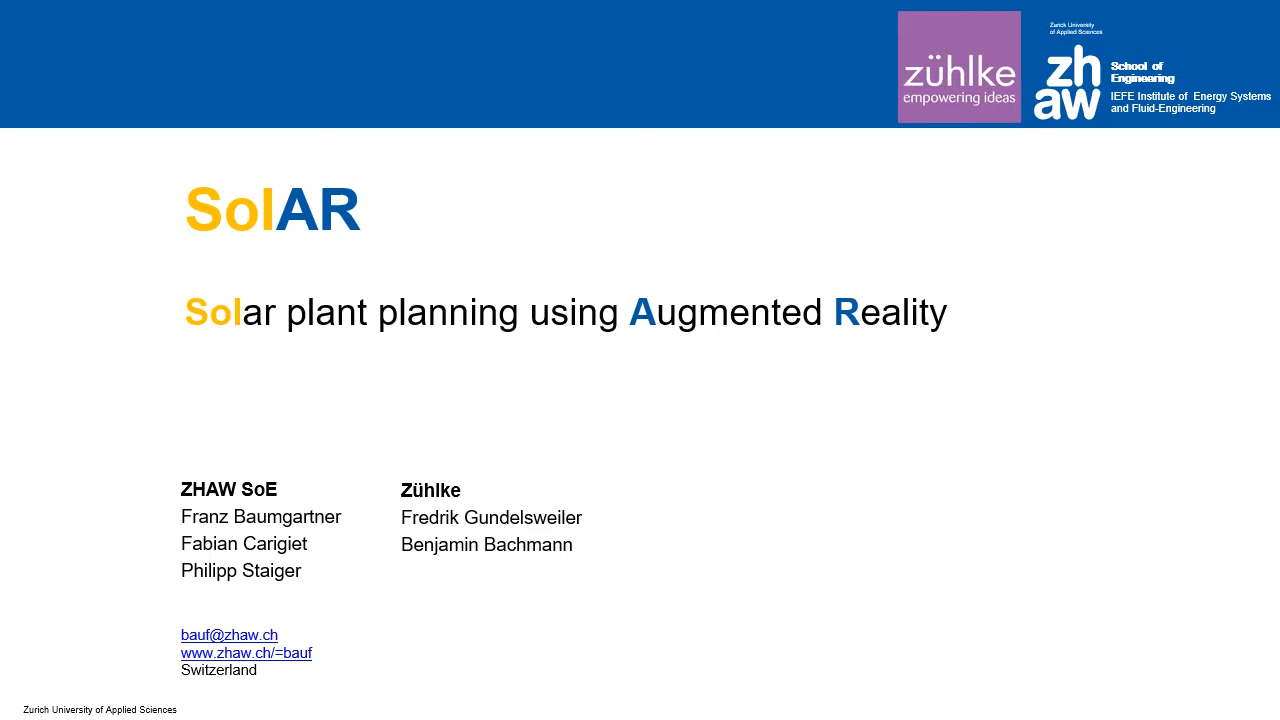 zühlke
empowering ideas
Zurich University
of Applied Sciences
zh
aw
School of
Engineering
IEFE Institute of Energy Systems
and Fluid-Engineering
SolAR
Solar plant planning using Augmented Reality
ZHAW SoE
Franz Baumgartner
Fabian Carigiet
Philipp Staiger
Zühlke
Fredrik Gundelsweiler
Benjamin Bachmann
bauf@zhaw.ch
www.zhaw.ch/=bauf
Switzerland
Zurich University of Applied Sciences